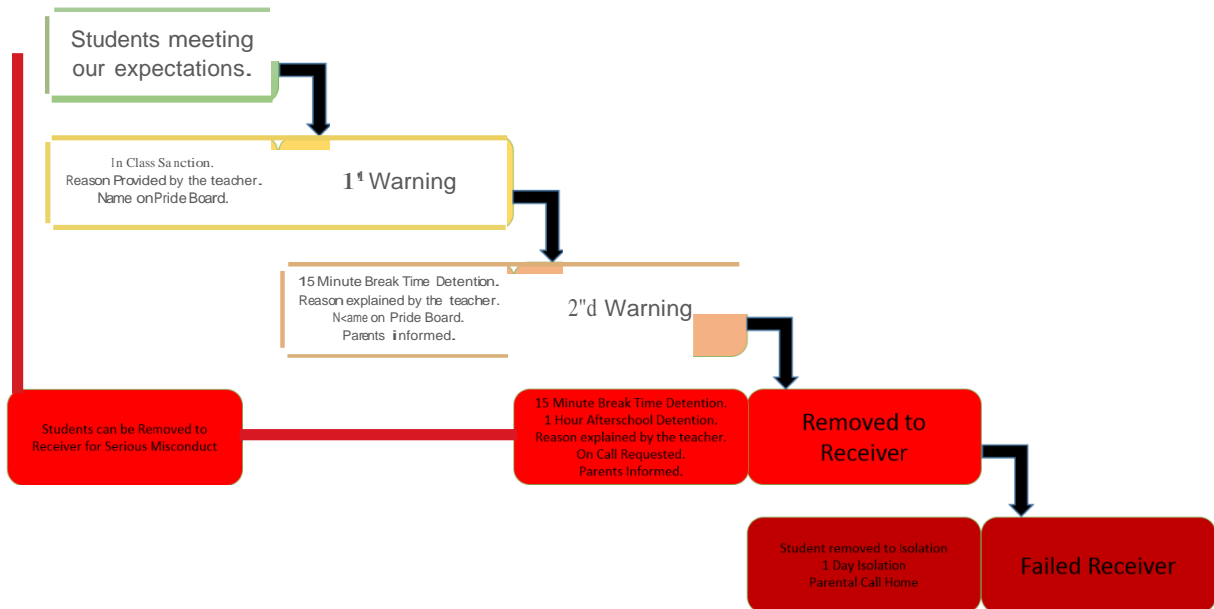 Students meeting
our expectations.
In Class Sanction.
Reason Provided by the teacher.
Name on Pride Board.
1" Warning
15 Minute Break Time Detention.
Reason explained by the teacher.
N<ame on Pride Board.
Parents informed.
2"d Warning
Students can be Removed to
Receiver for Serious Misconduct
15 Minute Break Time Detention.
1 Hour Afterschool Detention.
Reason explained by the teacher.
On Call Requested.
Parents Informed.
Removed to
Receiver
Student removed to Isolation
1 Day Isolation
Parental Call Home
Failed Receiver